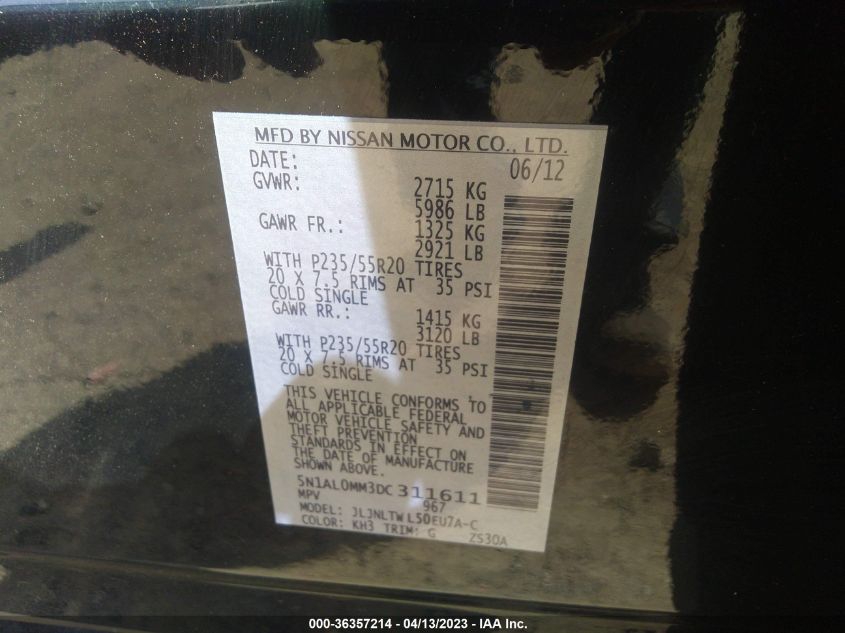 MFD BY NISSAN MOTOR CO., LTD.
DATE: 06/12
GVWR: 2715 KG
5986 LB
GAWR FR.: 1325 KG
2921 LB
WITH P235/55R20 TIRES
20 X 7.5 RIMS AT 35 PSI
COLD SINGLE
GAWR RR.: 1415 KG
3120 LB
WITH P235/55R20 TIRES
20 X 7.5 RIMS AT 35 PSI
COLD SINGLE
THIS VEHICLE CONFORMS TO
ALL APPLICABLE FEDERAL
MOTOR VEHICLE SAFETY AND
THEFT PREVENTION
STANDARDS IN EFFECT ON
THE DATE OF MANUFACTURE
SHOWN ABOVE.
5N1AL0MM3DC311611
MPV 967
MODEL: JLJNLTWL50EU7A-C
COLOR: KH3 TRIM: G 2S30A
000-36357214 - 04/13/2023 - IAA Inc.